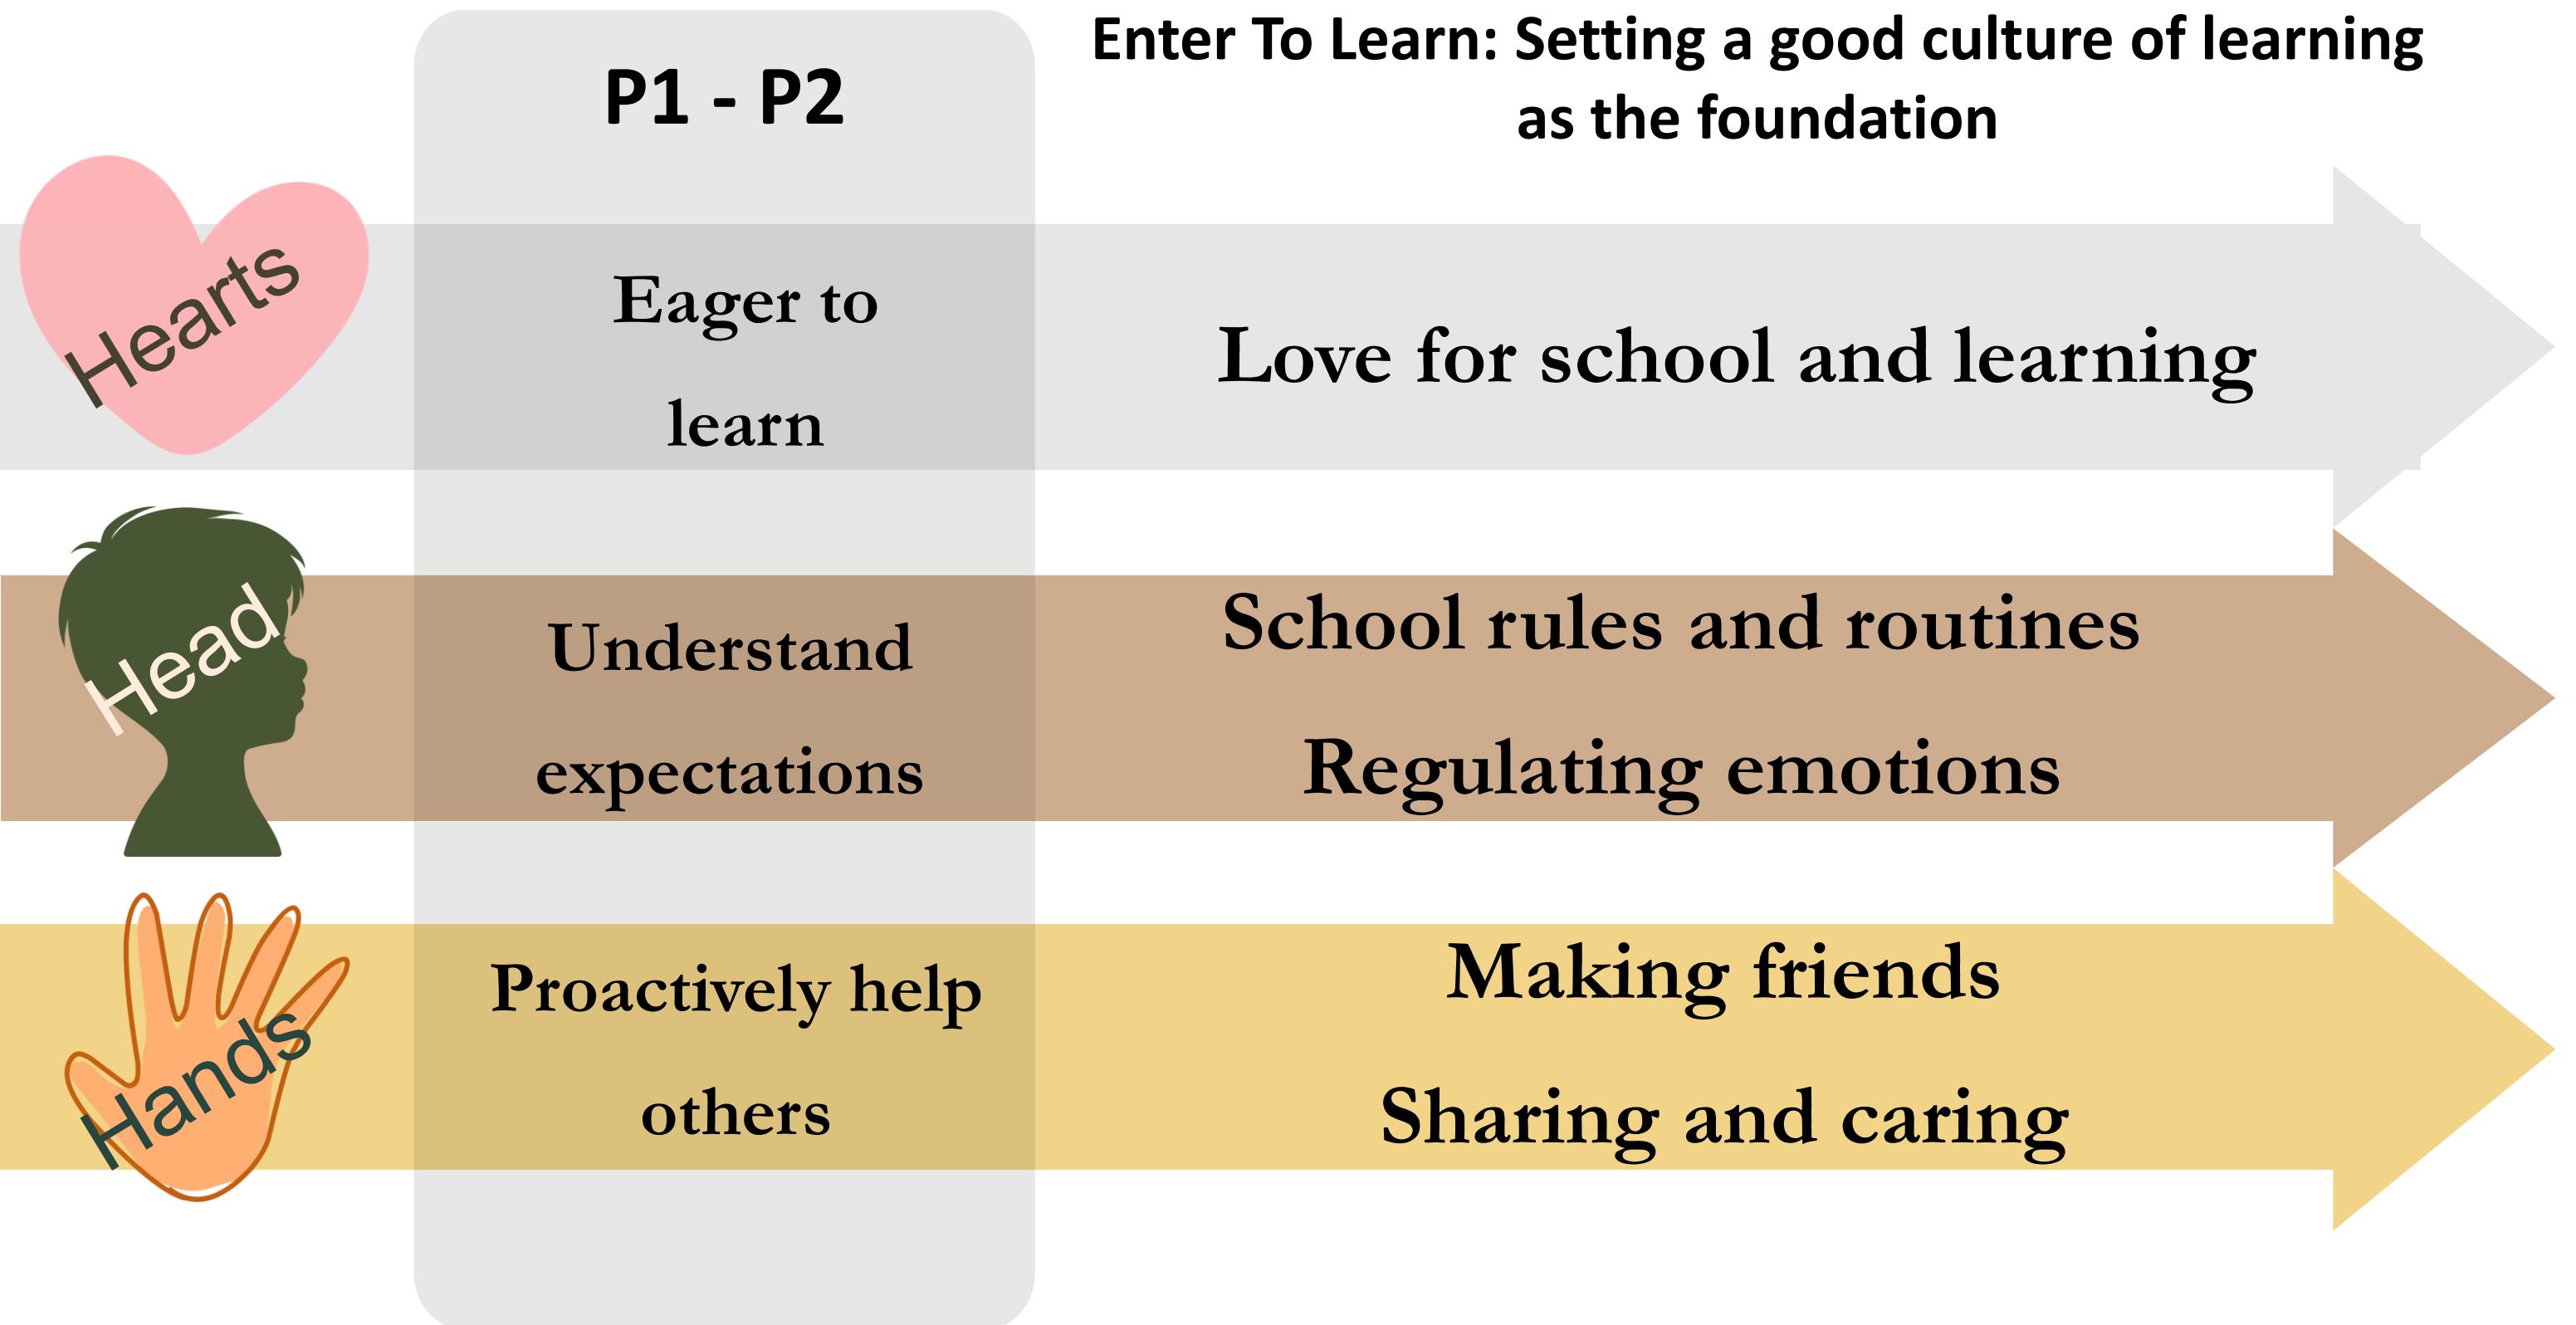 P1 - P2
Enter To Learn: Setting a good culture of learning
as the foundation
Hearts
Eager to
learn
Love for school and learning
Head
Understand
expectations
School rules and routines
Regulating emotions
Hands
Proactively help
others
Making friends
Sharing and caring